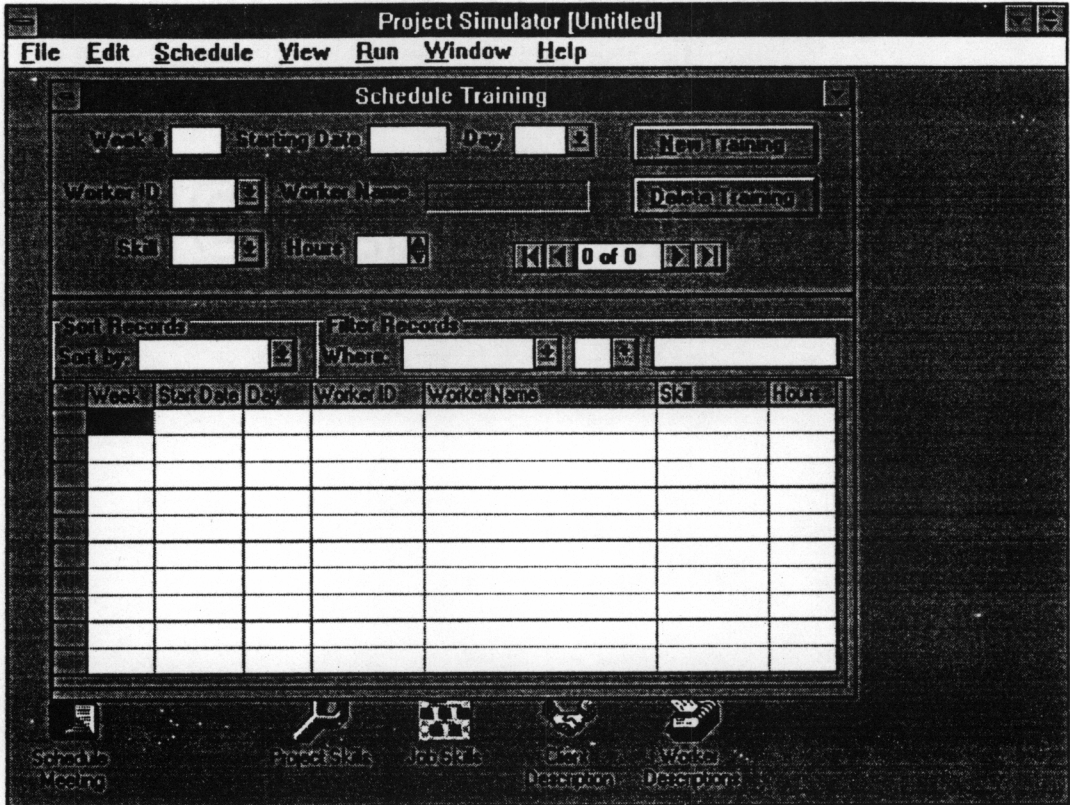 Project Simulator [Untitled]
File Edit Schedule View Run Window Help
Schedule Training
Week # Starting Date Day New Training
Worker ID Worker Name Delete Training
Skill Hours 0 of 0
Sort Records Filter Records
Sort by: Where:
Week Start Date Day Worker ID Worker Name Skill Hours
Schedule Meeting
Project Skills
Job Skills
Client Description
Worker Descriptions